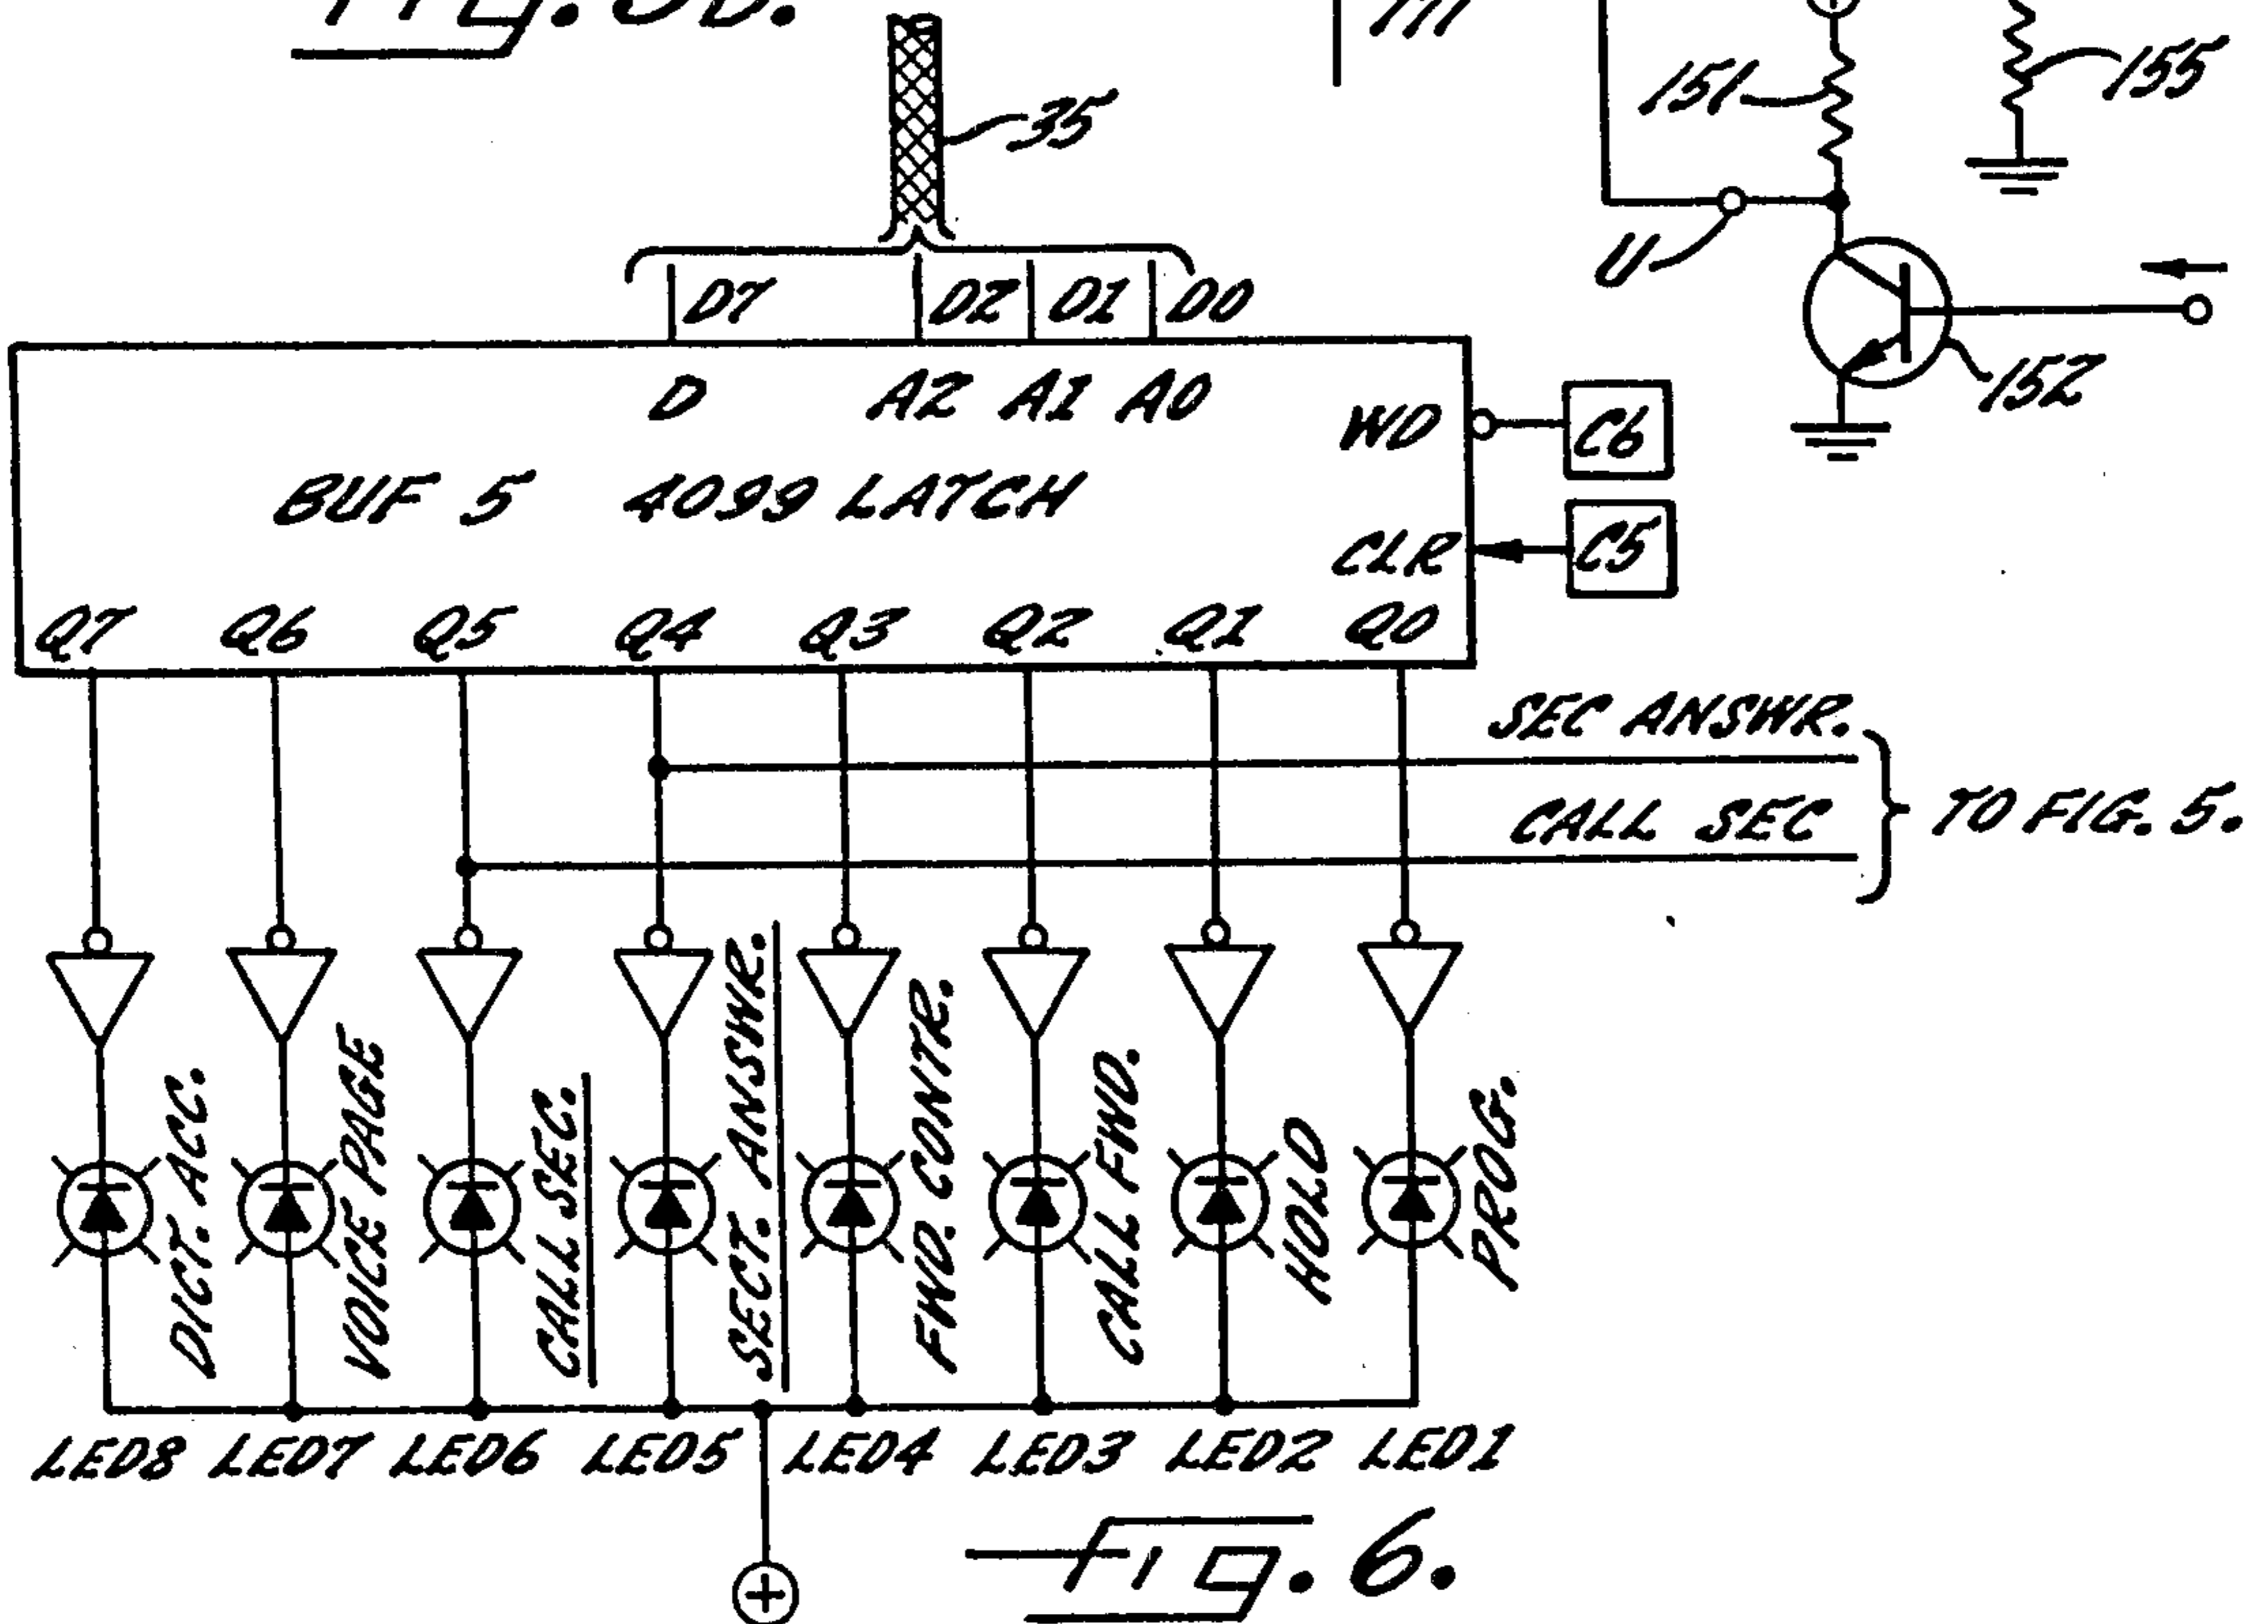 35
151
155
U
152
D7 D2 D1 D0
D A2 A1 A0
WD C6
BUF 5 4099 LATCH
CLR C5
Q7 Q6 Q5 Q4 Q3 Q2 Q1 Q0
SEC ANSWR.
CALL SEC
TO FIG. 5.
DICT. ACC.
VOICE PAGE
CALL SEC.
SECT. ANSWR.
FWD. CONTR.
CALL FWD.
HOLD
PROG.
LED8 LED7 LED6 LED5 LED4 LED3 LED2 LED1
+
Fig. 6.